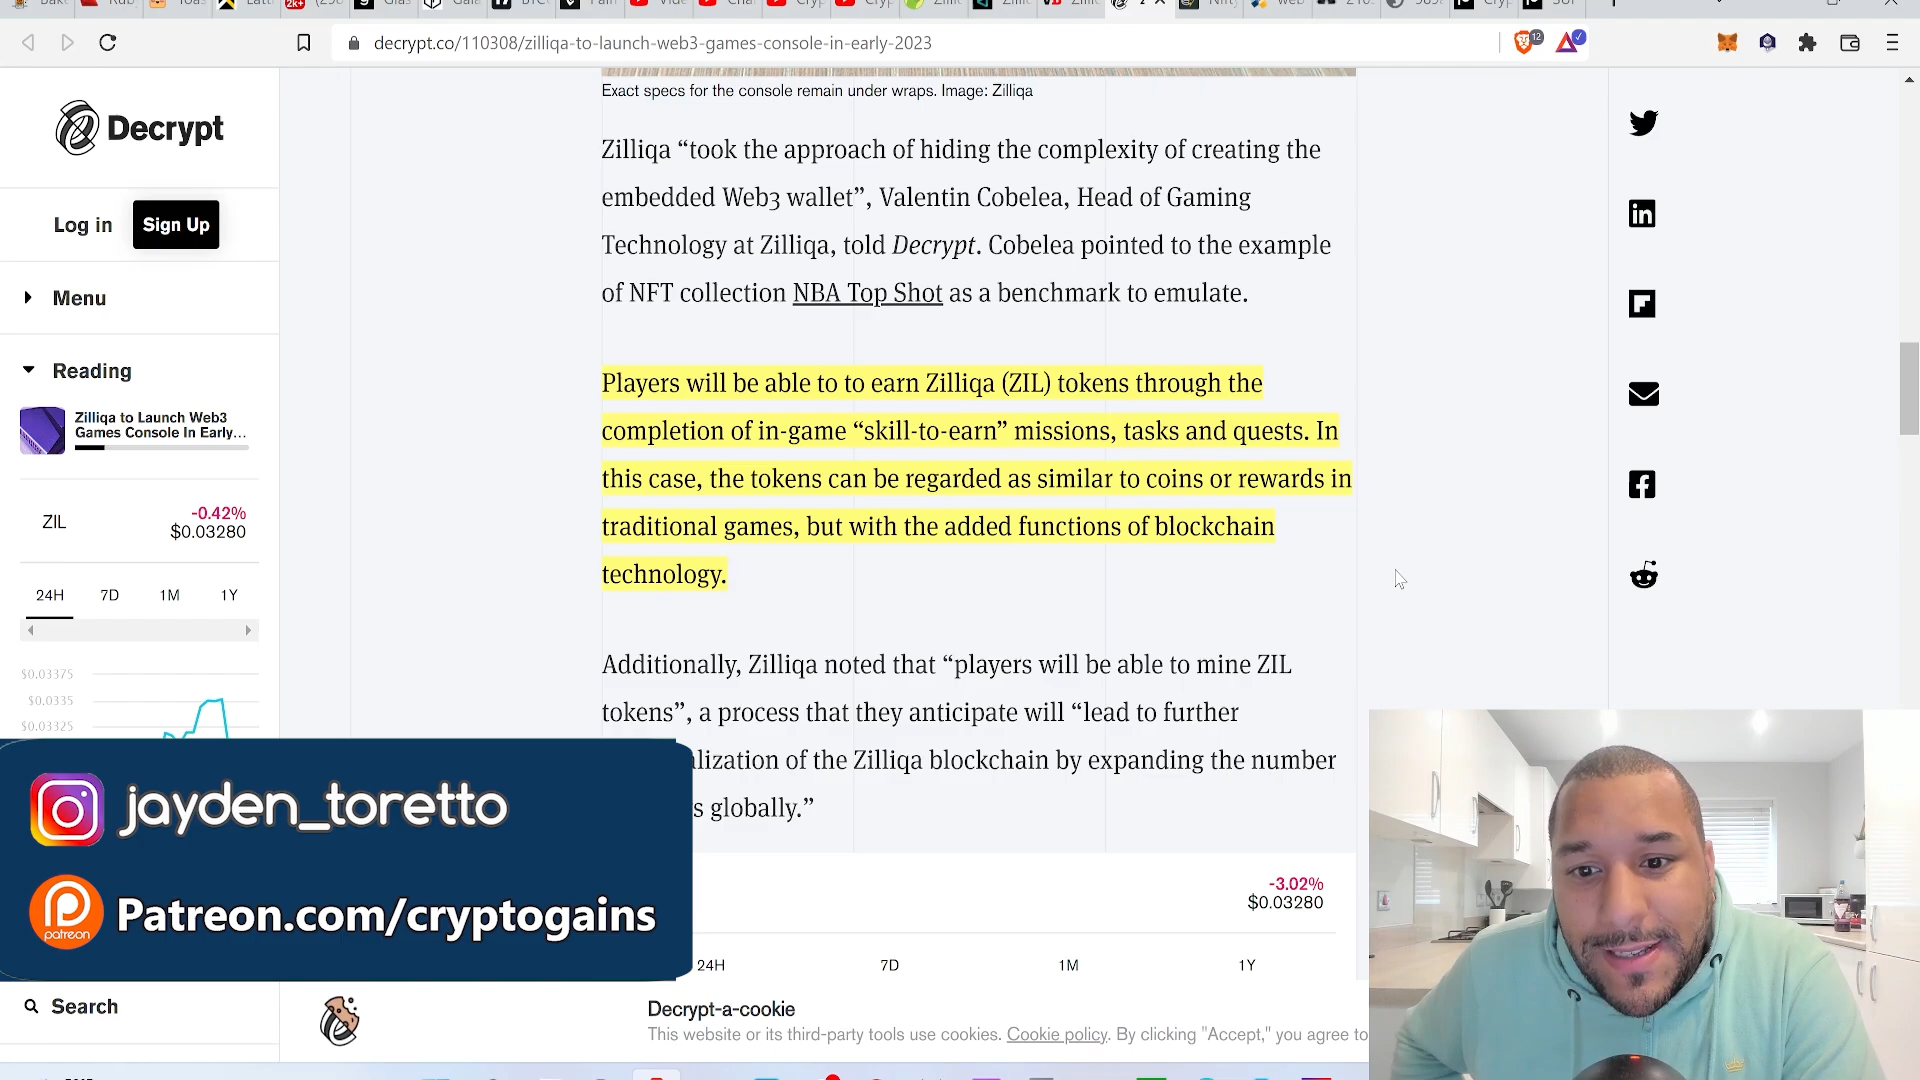 decrypt.co/110308/zilliqa-to-launch-web3-games-console-in-early-2023
12
Decrypt
Log in
Sign Up
Menu
Reading
Zilliqa to Launch Web3
Games Console In Early...
ZIL
-0.42%
$0.03280
24H 7D 1M 1Y
$0.03375
$0.0335
$0.03325
Exact specs for the console remain under wraps. Image: Zilliqa
Zilliqa “took the approach of hiding the complexity of creating the
embedded Web3 wallet”, Valentin Cobelea, Head of Gaming
Technology at Zilliqa, told Decrypt. Cobelea pointed to the example
of NFT collection NBA Top Shot as a benchmark to emulate.
Players will be able to to earn Zilliqa (ZIL) tokens through the
completion of in-game “skill-to-earn” missions, tasks and quests. In
this case, the tokens can be regarded as similar to coins or rewards in
traditional games, but with the added functions of blockchain
technology.
Additionally, Zilliqa noted that “players will be able to mine ZIL
tokens”, a process that they anticipate will “lead to further
lization of the Zilliqa blockchain by expanding the number
s globally.”
-3.02%
$0.03280
24H 7D 1M 1Y
jayden_toretto
patreon
Patreon.com/cryptogains
Search
Decrypt-a-cookie
This website or its third-party tools use cookies. Cookie policy. By clicking "Accept," you agree to